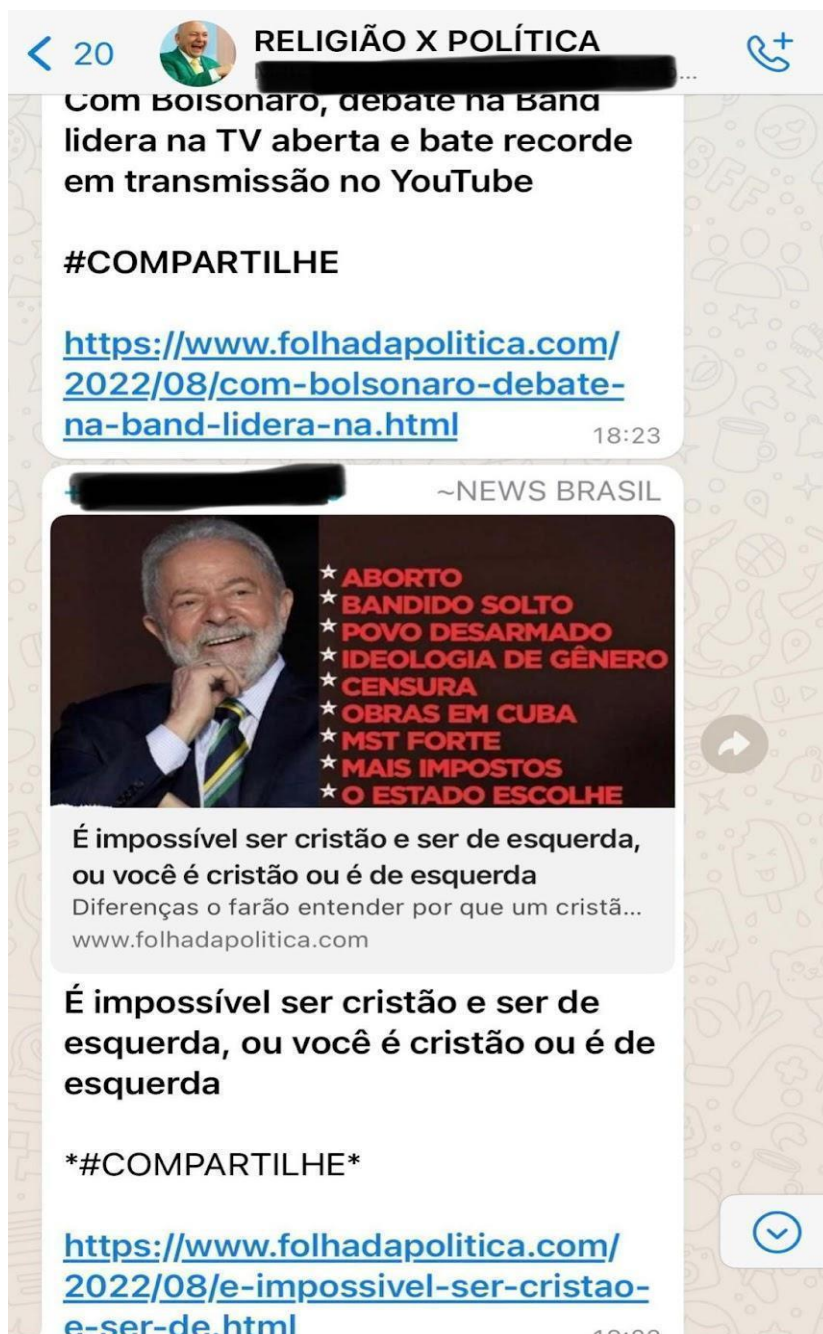 20
RELIGIÃO X POLÍTICA
Com Bolsonaro, debate na Band
lidera na TV aberta e bate recorde
em transmissão no YouTube
#COMPARTILHE
https://www.folhadapolitica.com/
2022/08/com-bolsonaro-debate-
na-band-lidera-na.html
18:23
~NEWS BRASIL
ABORTO
BANDIDO SOLTO
POVO DESARMADO
IDEOLOGIA DE GÊNERO
CENSURA
OBRAS EM CUBA
MST FORTE
MAIS IMPOSTOS
O ESTADO ESCOLHE
É impossível ser cristão e ser de esquerda,
ou você é cristão ou é de esquerda
Diferenças o farão entender por que um cristã...
www.folhadapolitica.com
É impossível ser cristão e ser de
esquerda, ou você é cristão ou é de
esquerda
*#COMPARTILHE*
https://www.folhadapolitica.com/
2022/08/e-impossivel-ser-cristao-
e-ser-de.html